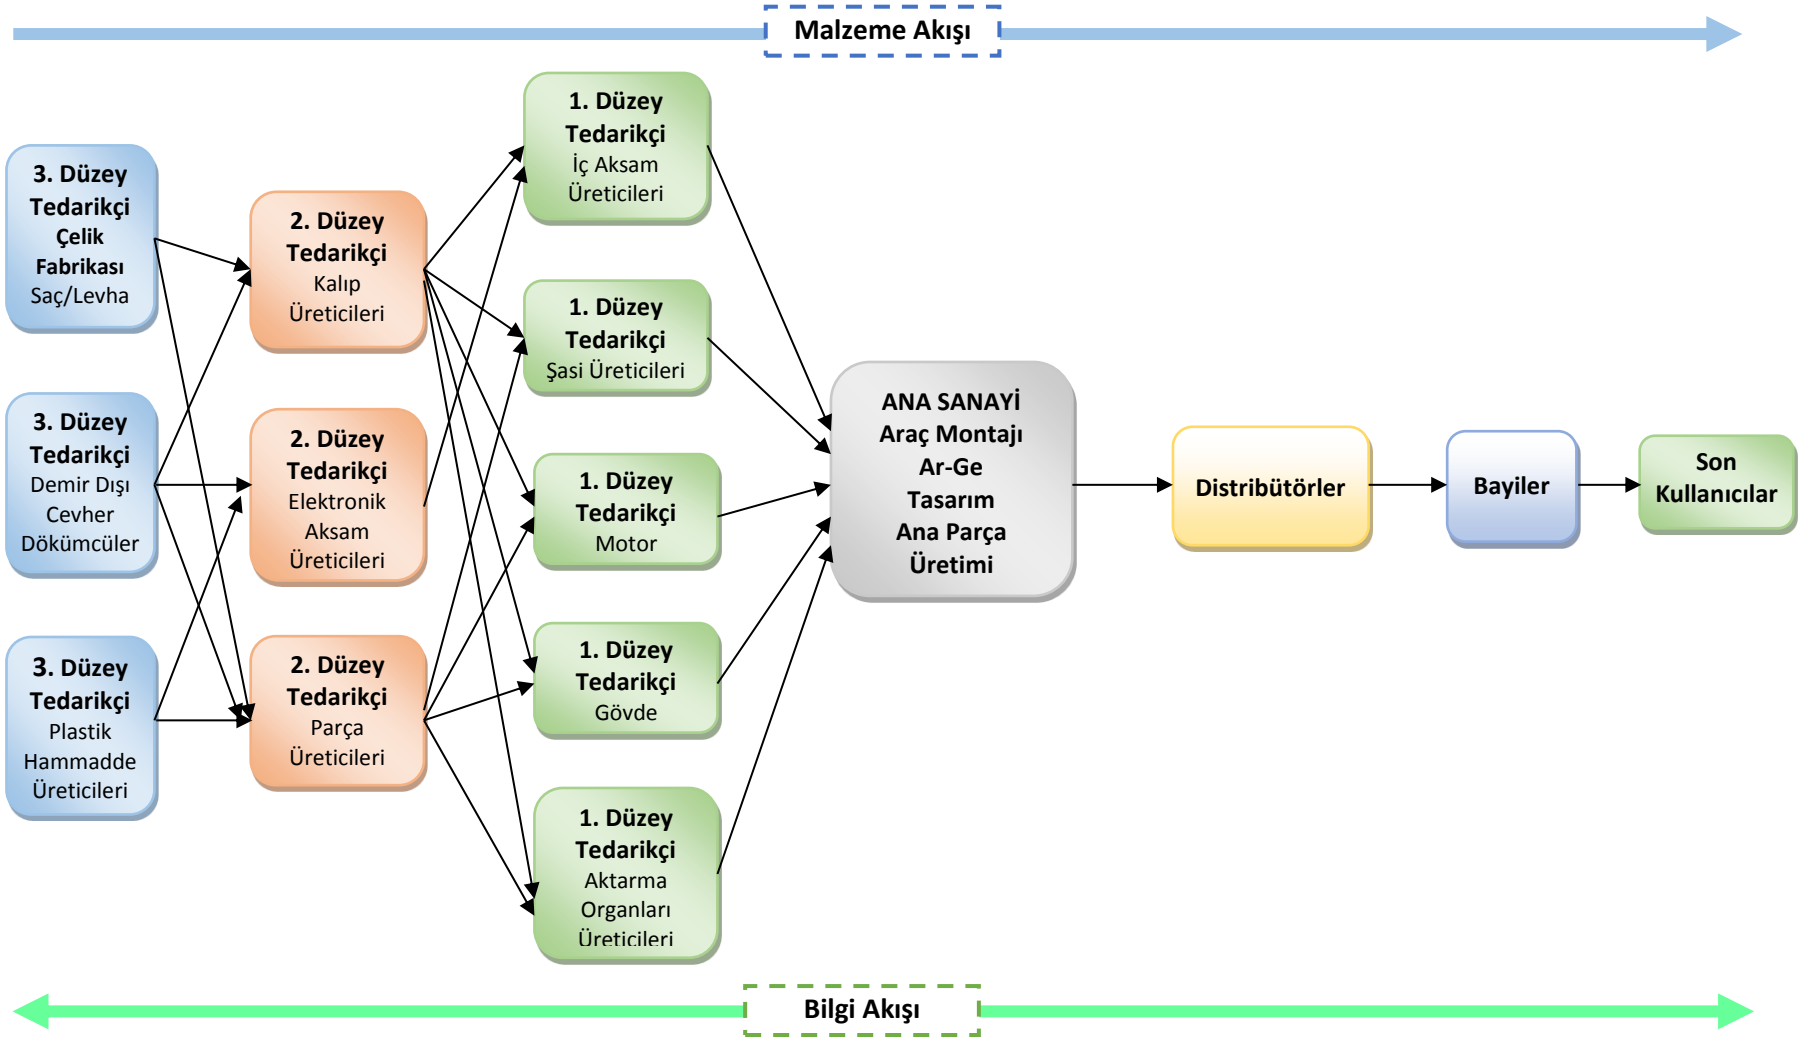 Malzeme Akışı
3. Düzey
Tedarikçi
Çelik
Fabrikası
Saç/Levha
3. Düzey
Tedarikçi
Demir Dışı
Cevher
Dökümcüler
3. Düzey
Tedarikçi
Plastik
Hammadde
Üreticileri
2. Düzey
Tedarikçi
Kalıp
Üreticileri
2. Düzey
Tedarikçi
Elektronik
Aksam
Üreticileri
2. Düzey
Tedarikçi
Parça
Üreticileri
1. Düzey
Tedarikçi
İç Aksam
Üreticileri
1. Düzey
Tedarikçi
Şasi Üreticileri
1. Düzey
Tedarikçi
Motor
1. Düzey
Tedarikçi
Gövde
1. Düzey
Tedarikçi
Aktarma
Organları
Üreticileri
ANA SANAYİ
Araç Montajı
Ar-Ge
Tasarım
Ana Parça
Üretimi
Distribütörler
Bayiler
Son
Kullanıcılar
Bilgi Akışı